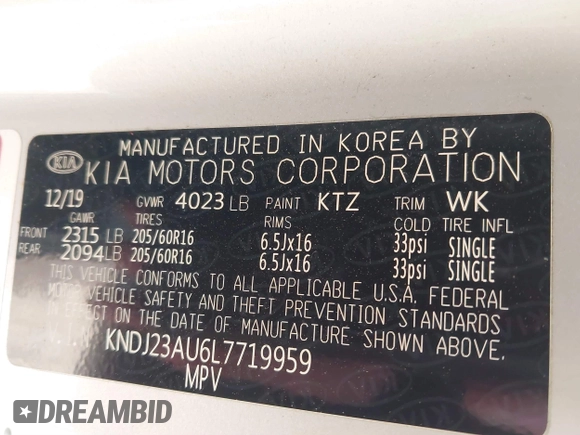 MANUFACTURED IN KOREA BY
KIA KIA MOTORS CORPORATION
12/19 GVWR 4023 LB PAINT KTZ TRIM WK
GAWR TIRES RIMS COLD TIRE INFL
FRONT 2315 LB 205/60R16 6.5Jx16 33psi SINGLE
REAR 2094 LB 205/60R16 6.5Jx16 33psi SINGLE
THIS VEHICLE CONFORMS TO ALL APPLICABLE U.S.A. FEDERAL
MOTOR VEHICLE SAFETY AND THEFT PREVENTION STANDARDS
IN EFFECT ON THE DATE OF MANUFACTURE SHOWN ABOVE.
V.I.N KNDJ23AU6L7719959
MPV
DREAMBID